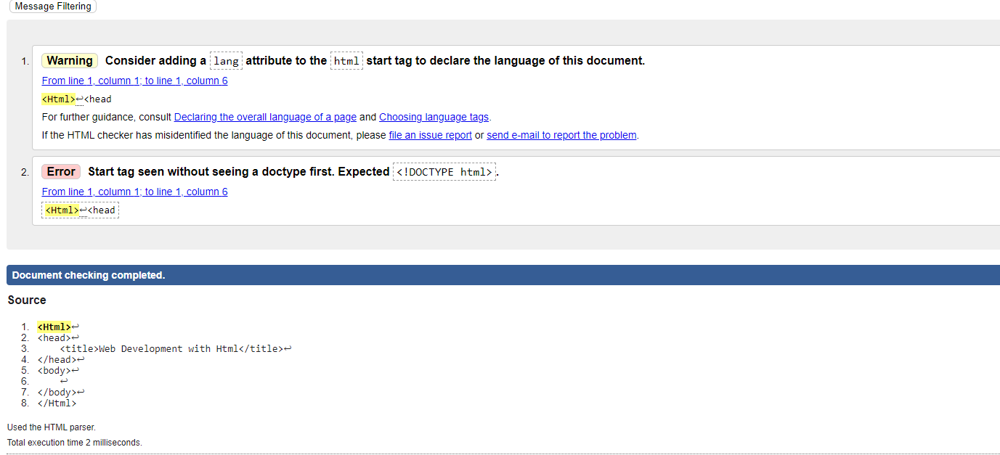 Message Filtering
1. Warning Consider adding a lang attribute to the html start tag to declare the language of this document.
From line 1, column 1; to line 1, column 6
<Html>↩<head
For further guidance, consult Declaring the overall language of a page and Choosing language tags.
If the HTML checker has misidentified the language of this document, please file an issue report or send e-mail to report the problem.
2. Error Start tag seen without seeing a doctype first. Expected <!DOCTYPE html>.
From line 1, column 1; to line 1, column 6
<Html>↩<head
Document checking completed.
Source
1. <Html>↩
2. <head>↩
3.     <title>Web Development with Html</title>↩
4. </head>↩
5. <body>↩
6.     ↩
7. </body>↩
8. </Html>
Used the HTML parser.
Total execution time 2 milliseconds.